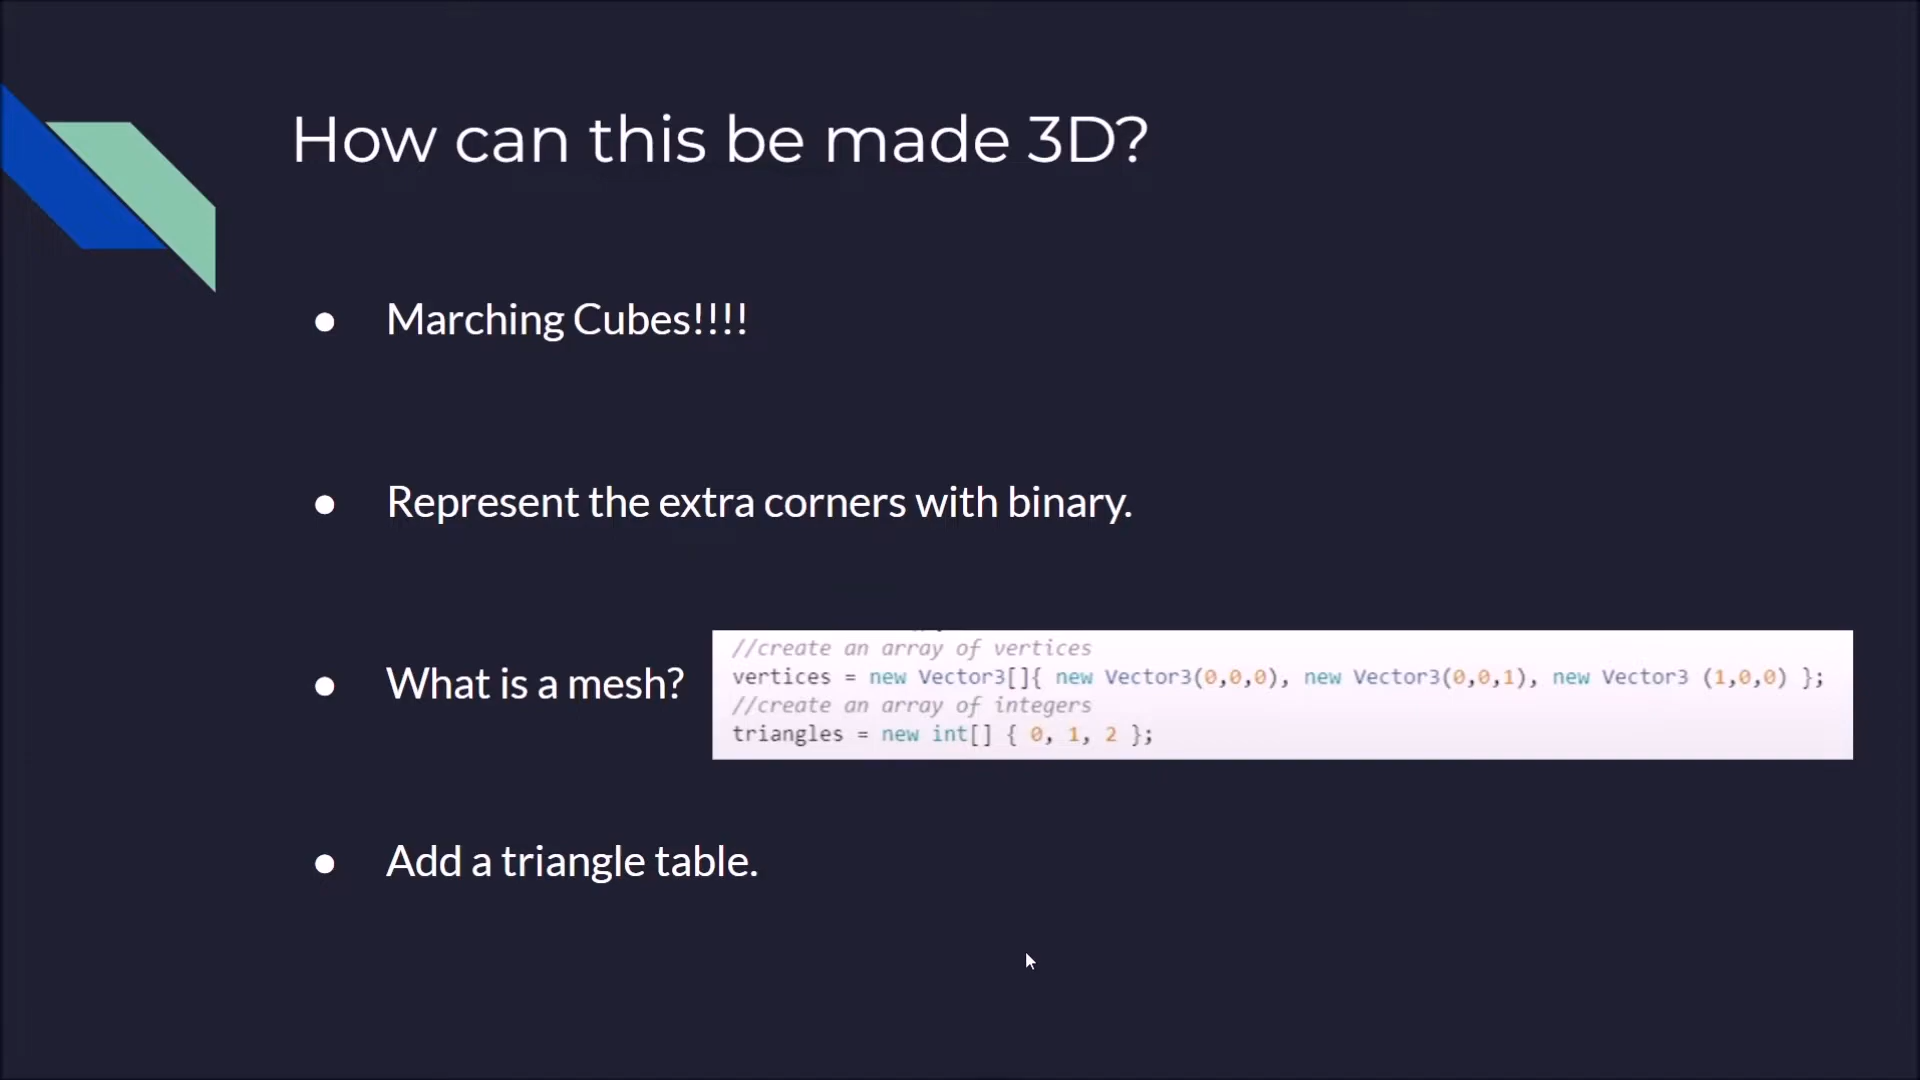 How can this be made 3D?
● Marching Cubes!!!!
● Represent the extra corners with binary.
● What is a mesh?
//create an array of vertices
vertices = new Vector3[]{ new Vector3(0,0,0), new Vector3(0,0,1), new Vector3 (1,0,0) };
//create an array of integers
triangles = new int[] { 0, 1, 2 };
● Add a triangle table.